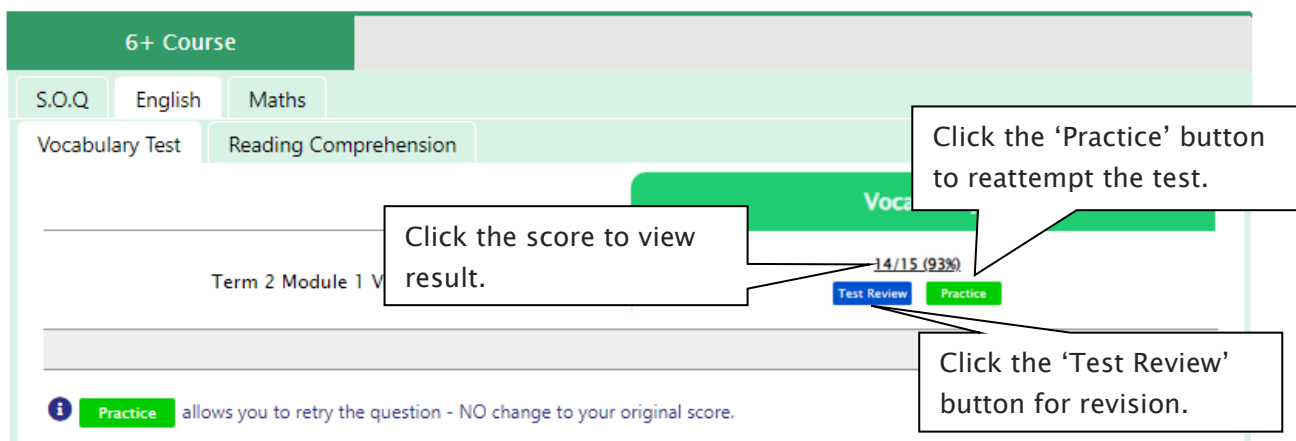 6+ Course
S.O.Q English Maths
Vocabulary Test Reading Comprehension
Click the ‘Practice’ button
to reattempt the test.
Click the score to view
result.
14/15 (93%)
Term 2 Module 1
Test Review Practice
Click the ‘Test Review’
button for revision.
Practice allows you to retry the question - NO change to your original score.